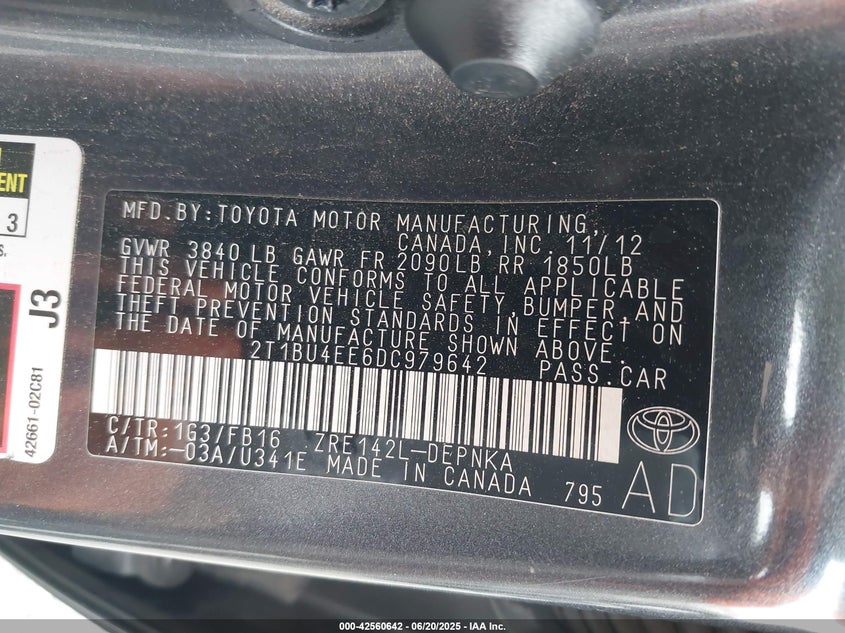 MFD.BY:TOYOTA MOTOR MANUFACTURING,
CANADA,INC. 11/12
GVWR 3840LB GAWR FR 2090LB RR 1850LB
THIS VEHICLE CONFORMS TO ALL APPLICABLE
FEDERAL MOTOR VEHICLE SAFETY,BUMPER,AND
THEFT PREVENTION STANDARDS IN EFFECT ON
THE DATE OF MANUFACTURE SHOWN ABOVE.
2T1BU4EE6DC979642 PASS.CAR
C/TR:1G3/FB16 ZRE142L-DEPNKA
A/TM:-03A/U341E MADE IN CANADA 795
AD
3
J3
42661-02C81
000-42560642 / 06/20/2025 - IAA Inc.